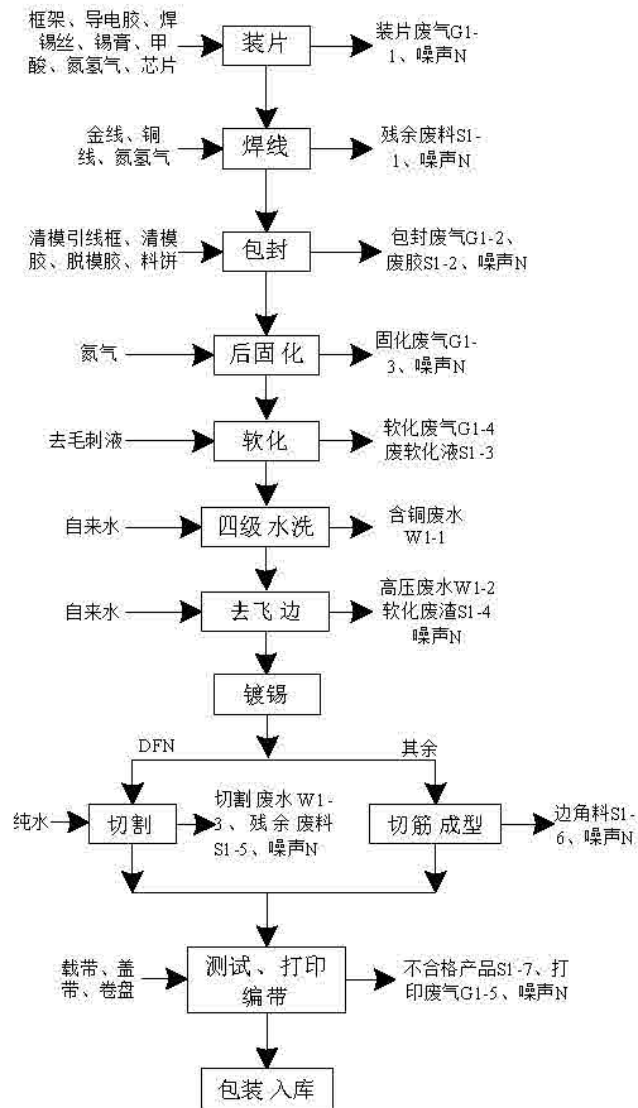 框架、导电胶、焊
锡丝、锡膏、甲
酸、氮氢气、芯片
装片
装片废气G1-
1、噪声N
金线、铜
线、氮氢气
焊线
残余废料S1-
1、噪声N
清模引线框、清模
胶、脱模胶、料饼
包封
包封废气G1-2、
废胶S1-2、噪声N
氮气
后固化
固化废气G1-
3、噪声N
去毛刺液
软化
软化废气G1-4
废软化液S1-3
自来水
四级水洗
含铜废水
W1-1
自来水
去飞边
高压废水W1-2
软化废渣S1-4
噪声N
镀锡
DFN
其余
纯水
切割
切割废水W1-
3、残余废料
S1-5、噪声N
切筋成型
边角料S1-
6、噪声N
载带、盖
带、卷盘
测试、打印
编带
不合格产品S1-7、打
印废气G1-5、噪声N
包装入库